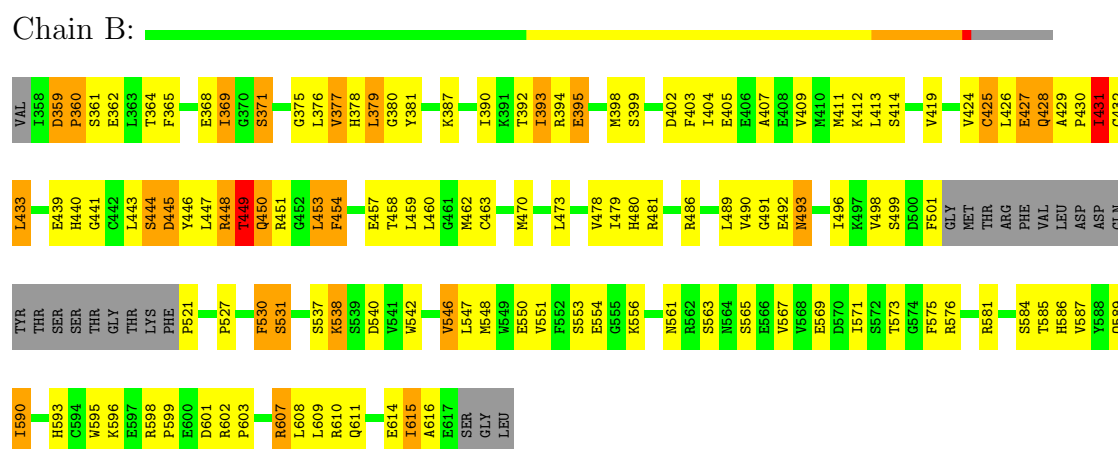 Chain B:
VAL I358 D359 P360 S361 E362 L363 T364 F365 E368 I369 G370 S371 G375 L376 V377 H378 L379 G380 Y381 K387 I390 K391 T392 I393 R394 E395 M398 S399 D402 F403 I404 E405 E406 A407 E408 V409 M410 M411 K412 L413 S414 V419 V424 C425 L426 E427 Q428 A429 P430 I431 C432
L433 E439 H440 G441 C442 L443 S444 D445 Y446 L447 R448 T449 Q450 R451 G452 L453 F454 E457 T458 L459 L460 G461 M462 C463 M470 L473 V478 I479 H480 R481 R486 L489 V490 G491 E492 N493 I496 K497 V498 S499 D500 F501 GLY MET THR ARG PHE VAL LEU ASP ASP GLN
TYR THR SER SER THR GLY THR LYS PHE P521 P527 F530 S531 S537 K538 S539 D540 V541 W542 V546 L547 M548 W549 E550 V551 F552 S553 E554 G555 K556 N561 R562 S563 N564 S565 E566 V567 V568 E569 D570 I571 S572 T573 G574 F575 R576 R581 S584 T585 H586 V587 Y588 Q589
I590 H593 C594 W595 K596 E597 R598 P599 E600 D601 R602 P603 R607 L608 L609 R610 Q611 E614 I615 A616 E617 SER GLY LEU